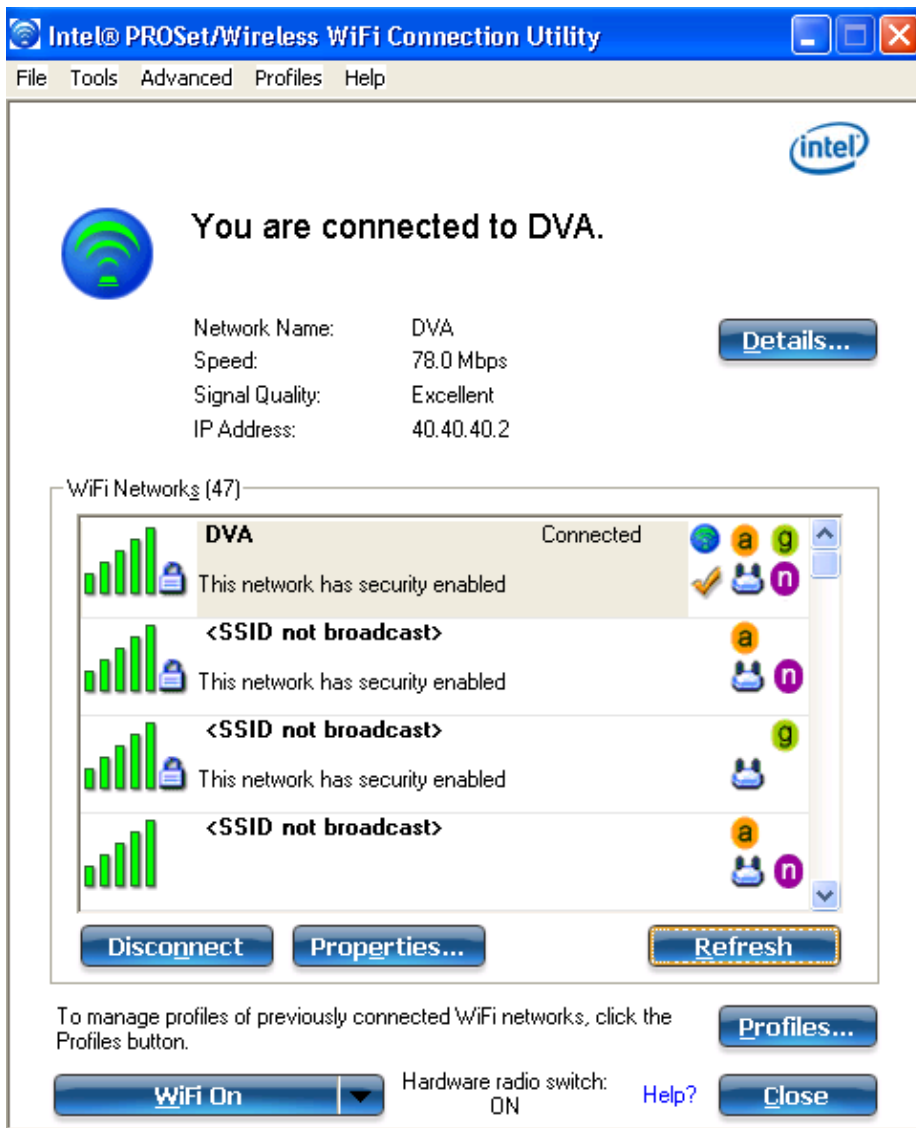 Intel® PROSet/Wireless WiFi Connection Utility
File Tools Advanced Profiles Help
intel
You are connected to DVA.
Network Name: DVA
Details...
Speed: 78.0 Mbps
Signal Quality: Excellent
IP Address: 40.40.40.2
WiFi Networks (47)
DVA Connected a g
This network has security enabled n
<SSID not broadcast> a
This network has security enabled n
<SSID not broadcast> g
This network has security enabled
<SSID not broadcast> a
n
Disconnect Properties... Refresh
To manage profiles of previously connected WiFi networks, click the
Profiles button.
Profiles...
WiFi On
Hardware radio switch:
ON
Help? Close